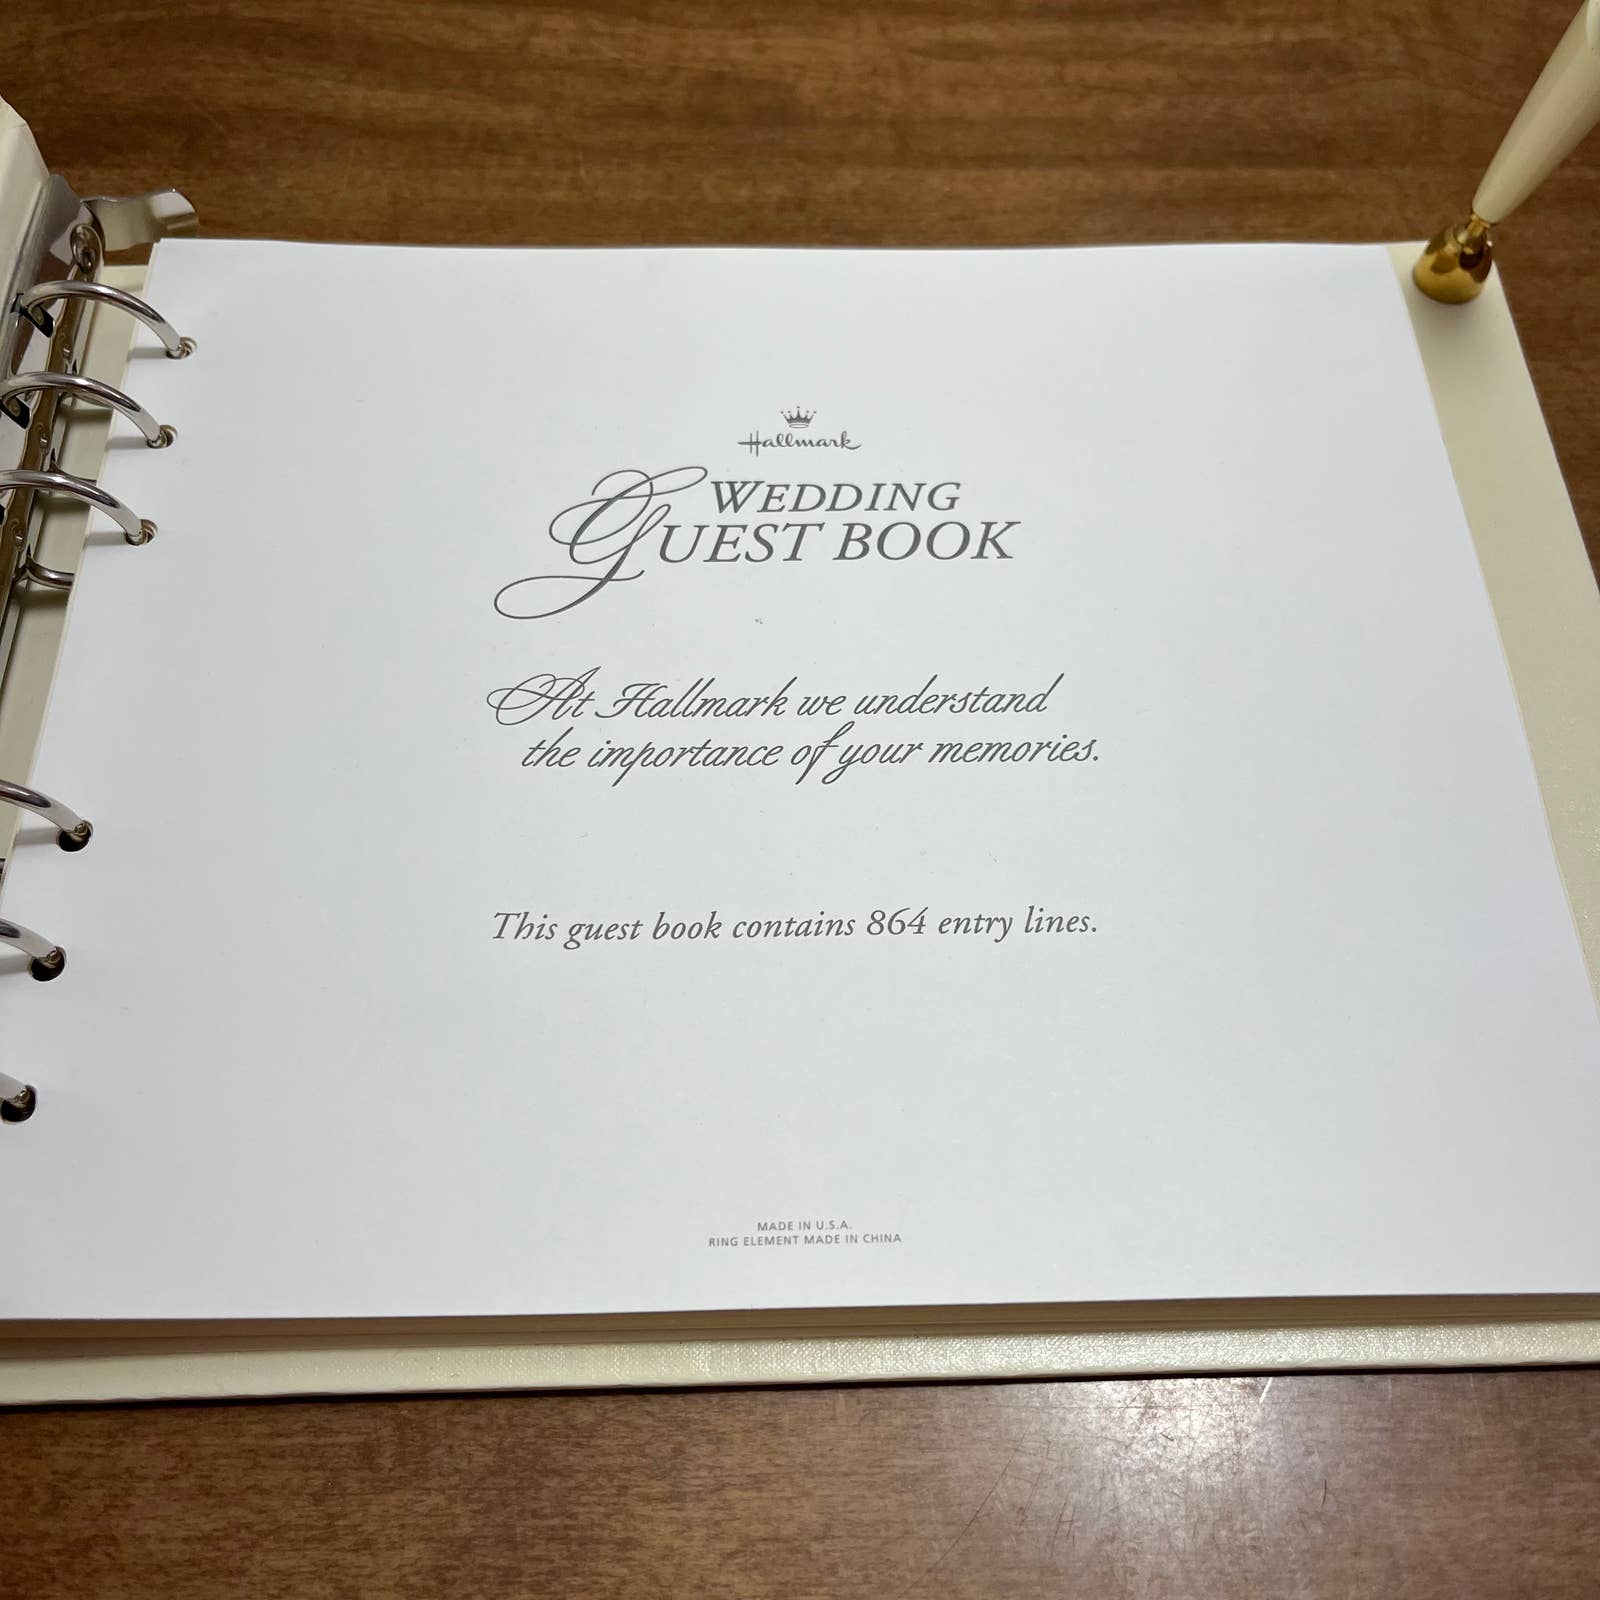 Hallmark
WEDDING
GUEST BOOK
At Hallmark we understand
the importance of your memories.
This guest book contains 864 entry lines.
MADE IN U.S.A.
RING ELEMENT MADE IN CHINA